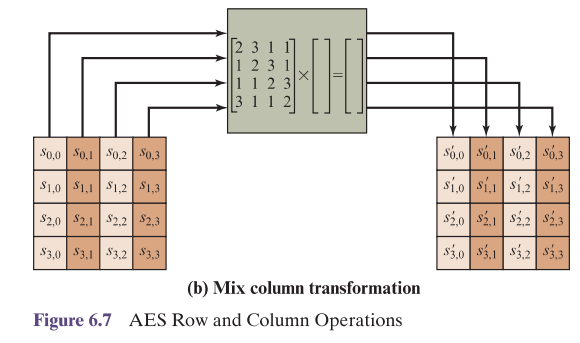 2 3 1 1
1 2 3 1
1 1 2 3
3 1 1 2
× =
s0,0 s0,1 s0,2 s0,3
s1,0 s1,1 s1,2 s1,3
s2,0 s2,1 s2,2 s2,3
s3,0 s3,1 s3,2 s3,3
s′0,0 s′0,1 s′0,2 s′0,3
s′1,0 s′1,1 s′1,2 s′1,3
s′2,0 s′2,1 s′2,2 s′2,3
s′3,0 s′3,1 s′3,2 s′3,3
(b) Mix column transformation
Figure 6.7 AES Row and Column Operations